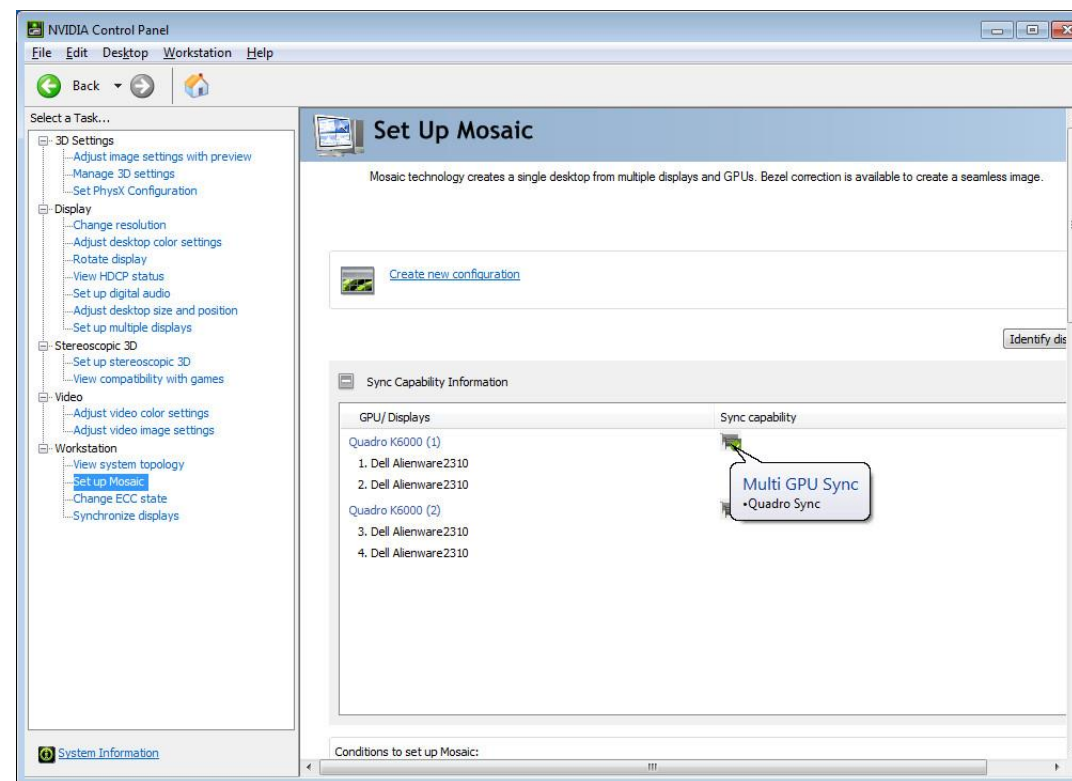 NVIDIA Control Panel
File Edit Desktop Workstation Help
Back
Select a Task...
3D Settings
Adjust image settings with preview
Manage 3D settings
Set PhysX Configuration
Display
Change resolution
Adjust desktop color settings
Rotate display
View HDCP status
Set up digital audio
Adjust desktop size and position
Set up multiple displays
Stereoscopic 3D
Set up stereoscopic 3D
View compatibility with games
Video
Adjust video color settings
Adjust video image settings
Workstation
View system topology
Set up Mosaic
Change ECC state
Synchronize displays
System Information
Set Up Mosaic
Mosaic technology creates a single desktop from multiple displays and GPUs. Bezel correction is available to create a seamless image.
Create new configuration
Identify dis
Sync Capability Information
GPU/Displays Sync capability
Quadro K6000 (1)
1. Dell Alienware2310
2. Dell Alienware2310
Quadro K6000 (2)
3. Dell Alienware2310
4. Dell Alienware2310
Multi GPU Sync
•Quadro Sync
Conditions to set up Mosaic: